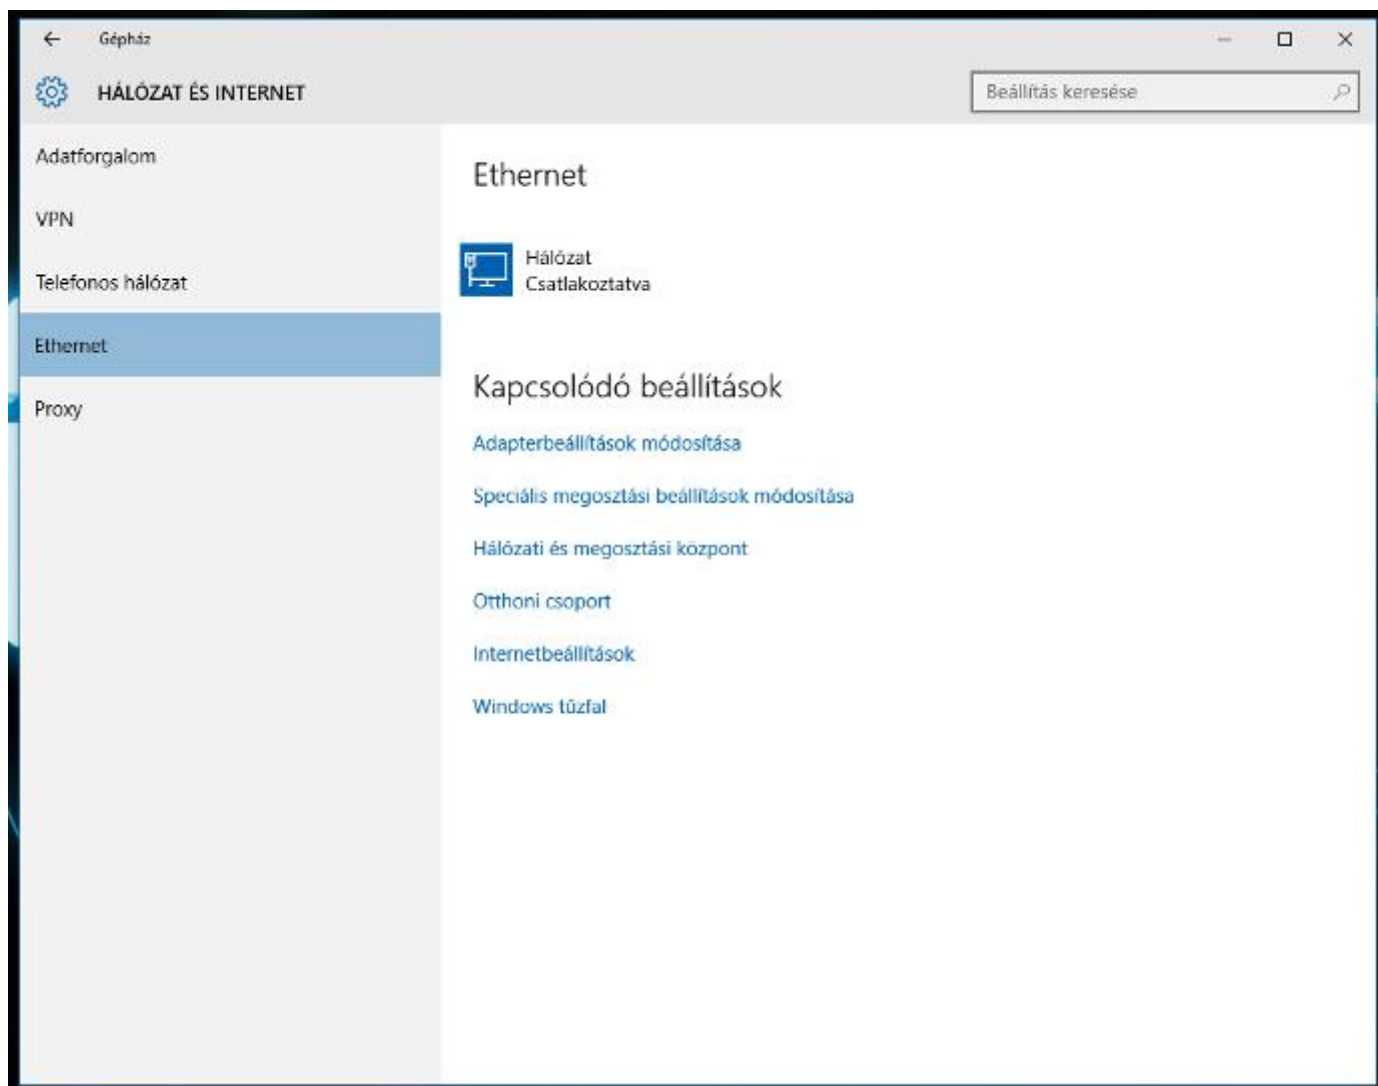 Gépház
HÁLÓZAT ÉS INTERNET
Beállítás keresése
Adatforgalom
VPN
Telefonos hálózat
Ethernet
Proxy
Ethernet
Hálózat
Csatlakoztatva
Kapcsolódó beállítások
Adapterbeállítások módosítása
Speciális megosztási beállítások módosítása
Hálózati és megosztási központ
Otthoni csoport
Internetbeállítások
Windows tűzfal